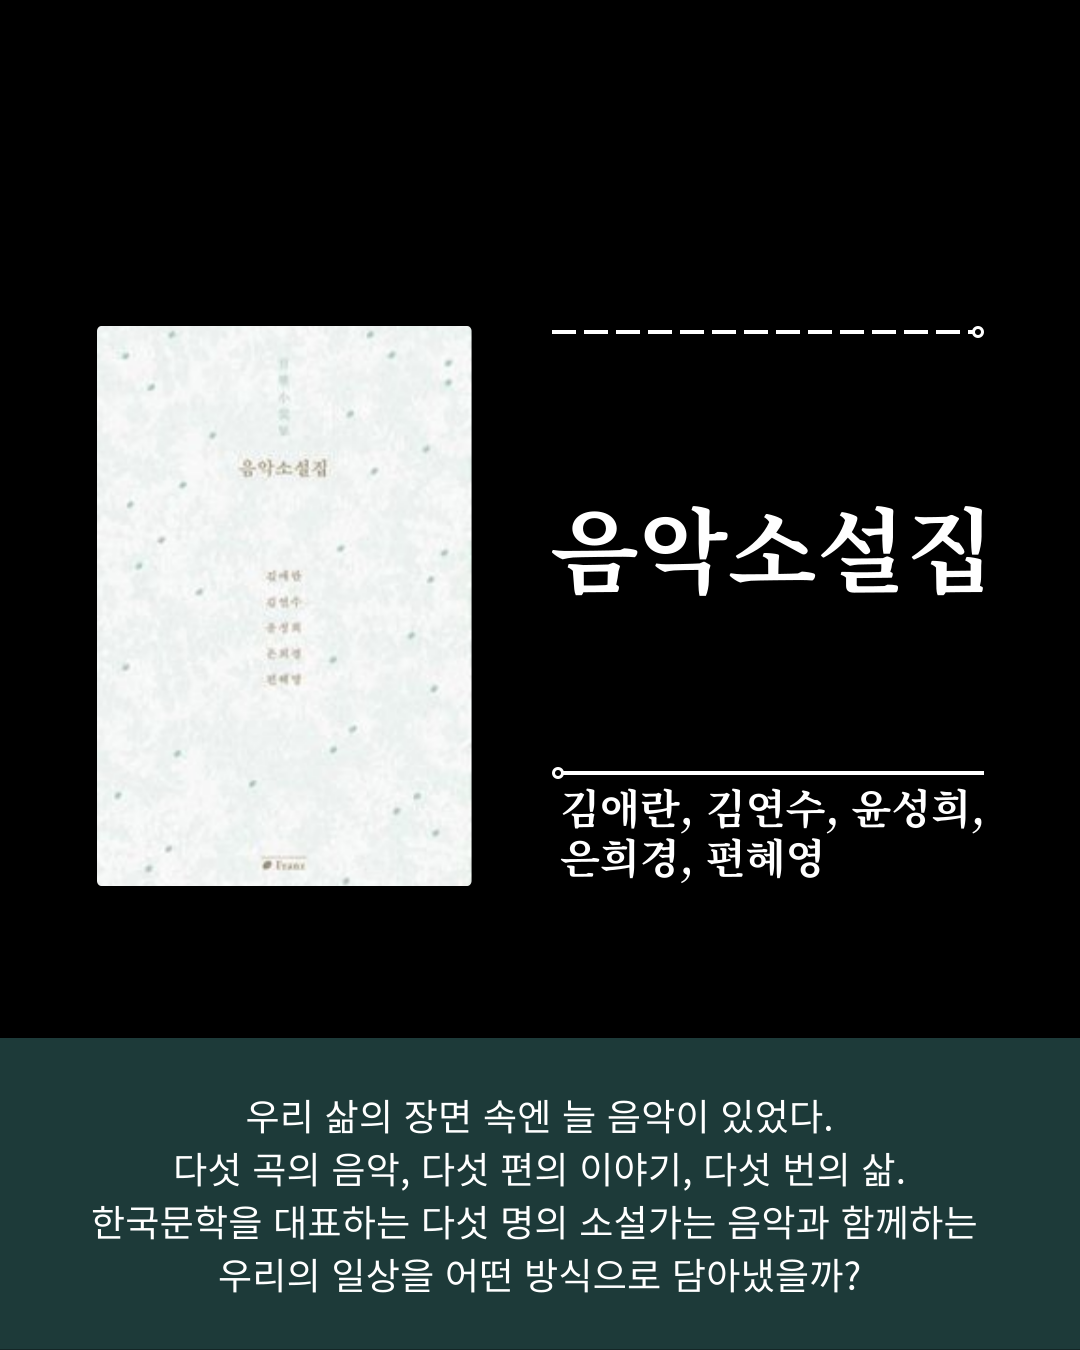 音樂小說集
음악소설집
김애란
김연수
윤성희
은희경
편혜영
Franz
음악소설집
김애란, 김연수, 윤성희,
은희경, 편혜영
우리 삶의 장면 속엔 늘 음악이 있었다.
다섯 곡의 음악, 다섯 편의 이야기, 다섯 번의 삶.
한국문학을 대표하는 다섯 명의 소설가는 음악과 함께하는
우리의 일상을 어떤 방식으로 담아냈을까?